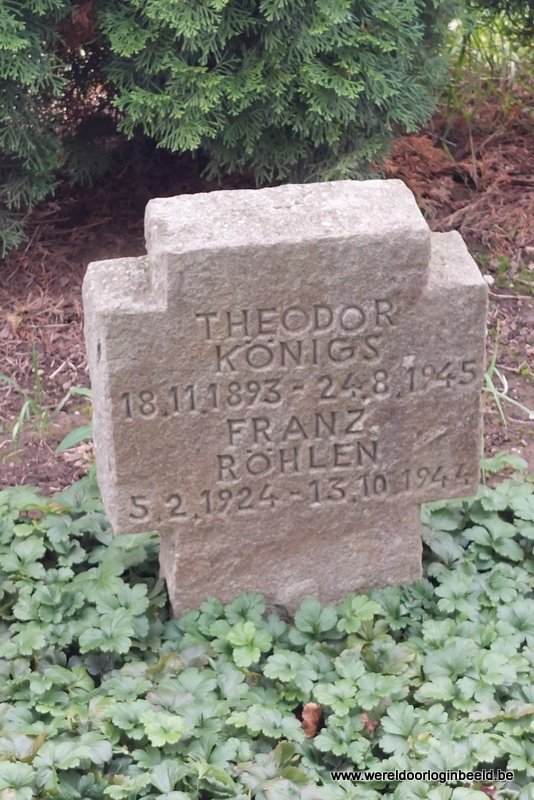 THEODOR
KÖNIGS
18.11.1893 - 24.8.1945
FRANZ
RÖHLEN
5.2.1924 - 13.10.1944
www.wereldoorloginbeeld.be